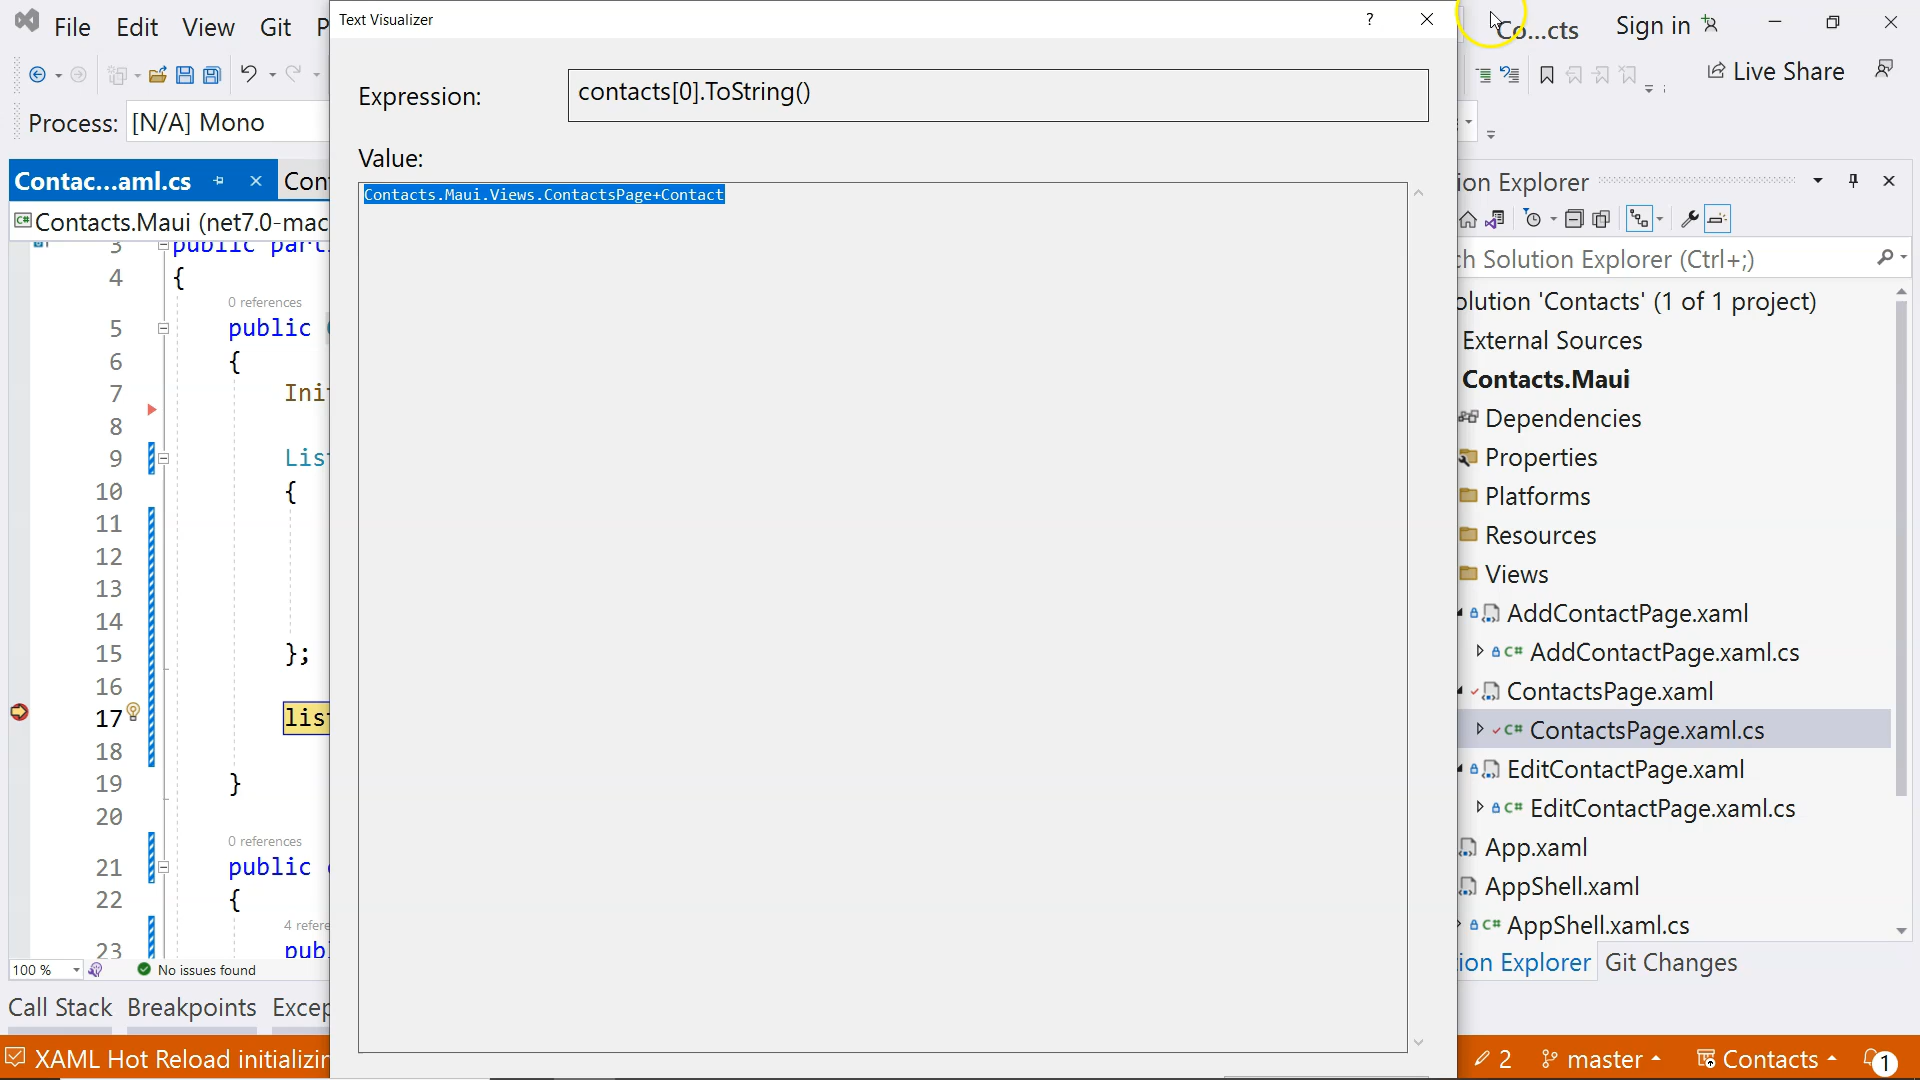 File Edit View Git P
Text Visualizer
?
Co...cts
Sign in
Live Share
Process: [N/A] Mono
Expression: contacts[0].ToString()
Value:
Contacts.Maui.Views.ContactsPage+Contact
Contac...aml.cs
Con
Contacts.Maui (net7.0-mac
3 public parti
4 {
0 references
5 public
6 {
7 Init
8
9 List
10 {
11
12
13
14
15 };
16
17 list
18
19 }
20
0 references
21 public
22 {
4 refere
23 publ
100 %
No issues found
Call Stack Breakpoints Excep
XAML Hot Reload initializin
ion Explorer
ch Solution Explorer (Ctrl+;)
olution 'Contacts' (1 of 1 project)
External Sources
Contacts.Maui
Dependencies
Properties
Platforms
Resources
Views
AddContactPage.xaml
C# AddContactPage.xaml.cs
ContactsPage.xaml
C# ContactsPage.xaml.cs
EditContactPage.xaml
C# EditContactPage.xaml.cs
App.xaml
AppShell.xaml
C# AppShell.xaml.cs
ion Explorer Git Changes
2 master Contacts 1